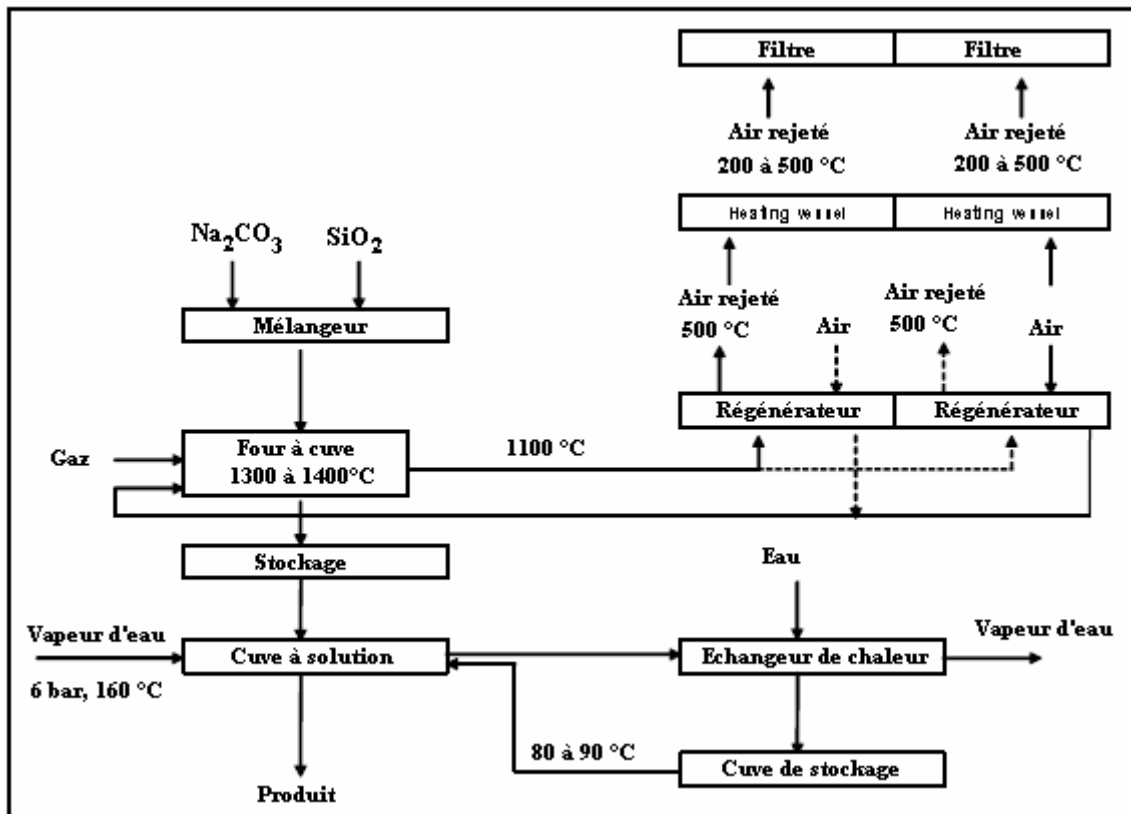 Filtre Filtre
Air rejeté Air rejeté
200 à 500 °C 200 à 500 °C
Heating vessel Heating vessel
Na₂CO₃ SiO₂
Air rejeté Air rejeté
500 °C Air 500 °C Air
Mélangeur
Régénérateur Régénérateur
Gaz
Four à cuve
1300 à 1400°C
1100 °C
Stockage
Eau
Vapeur d'eau
6 bar, 160 °C
Cuve à solution
Echangeur de chaleur
Vapeur d'eau
80 à 90 °C
Cuve de stockage
Produit